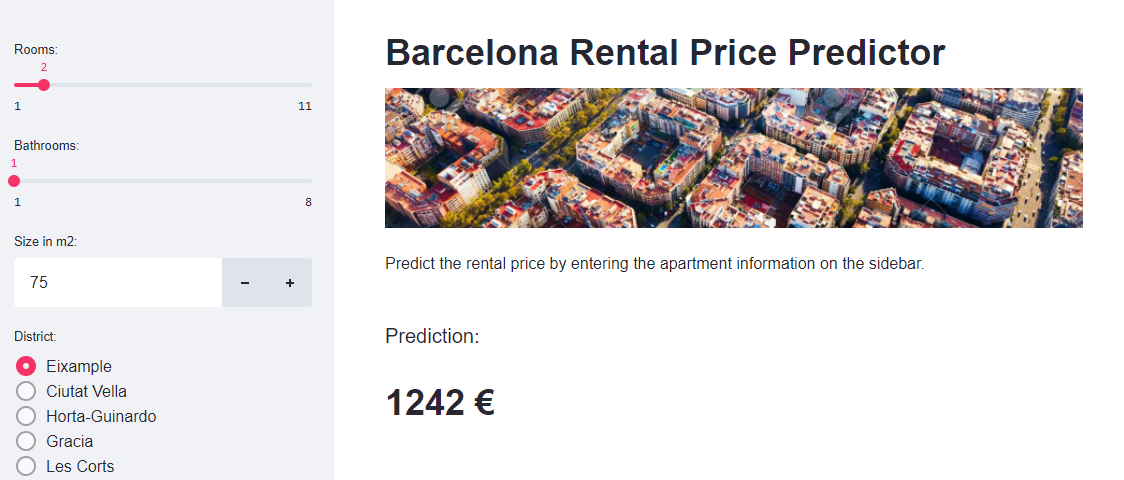 Rooms:
2
1 11
Bathrooms:
1
1 8
Size in m2:
75 − +
District:
Eixample
Ciutat Vella
Horta-Guinardo
Gracia
Les Corts
Barcelona Rental Price Predictor
Predict the rental price by entering the apartment information on the sidebar.
Prediction:
1242 €